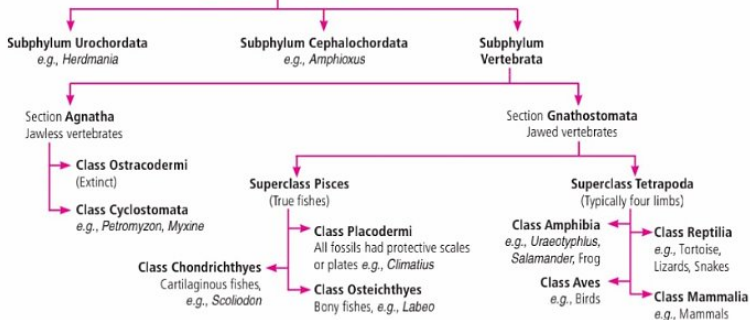 Subphylum Urochordata
e.g., Herdmania
Subphylum Cephalochordata
e.g., Amphioxus
Subphylum
Vertebrata
Section Agnatha
Jawless vertebrates
Section Gnathostomata
Jawed vertebrates
Class Ostracodermi
(Extinct)
Class Cyclostomata
e.g., Petromyzon, Myxine
Superclass Pisces
(True fishes)
Superclass Tetrapoda
(Typically four limbs)
Class Placodermi
All fossils had protective scales
or plates e.g., Climatius
Class Chondrichthyes
Cartilaginous fishes,
e.g., Scoliodon
Class Osteichthyes
Bony fishes, e.g., Labeo
Class Amphibia
e.g., Uraeotyphlus,
Salamander, Frog
Class Reptilia
e.g., Tortoise,
Lizards, Snakes
Class Aves
e.g., Birds
Class Mammalia
e.g., Mammals